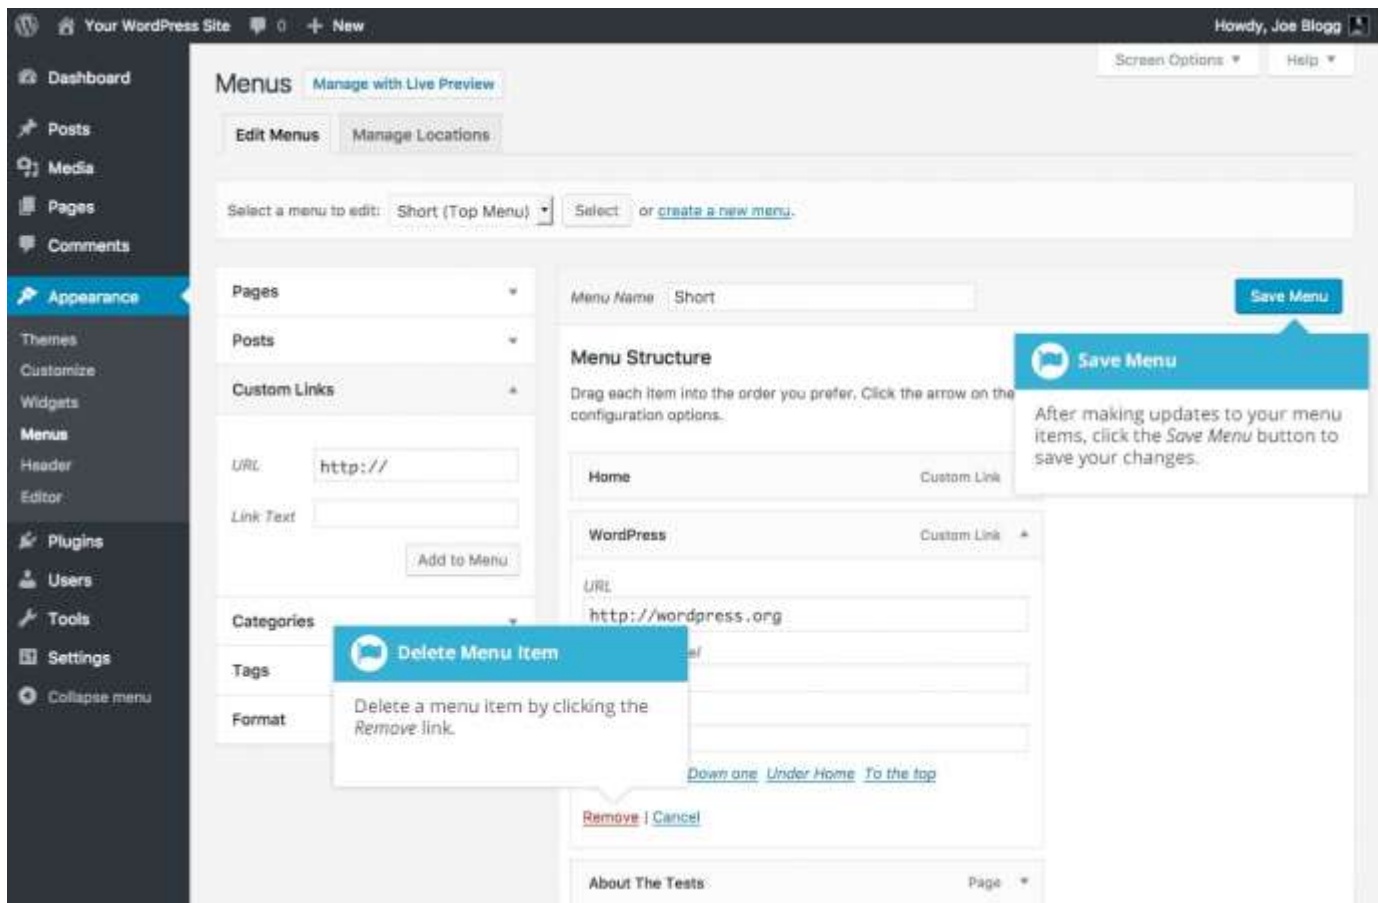 Your WordPress Site 0 + New
Howdy, Joe Blogg
Screen Options
Help
Dashboard
Posts
Media
Pages
Comments
Appearance
Themes
Customize
Widgets
Menus
Header
Editor
Plugins
Users
Tools
Settings
Collapse menu
Menus Manage with Live Preview
Edit Menus Manage Locations
Select a menu to edit: Short (Top Menu) Select or create a new menu.
Pages
Posts
Custom Links
URL http://
Link Text
Add to Menu
Categories
Tags
Format
Delete Menu Item
Delete a menu item by clicking the
Remove link.
Menu Name Short
Save Menu
Menu Structure
Drag each item into the order you prefer. Click the arrow on the
configuration options.
Save Menu
After making updates to your menu
items, click the Save Menu button to
save your changes.
Home Custom Link
WordPress Custom Link
URL
http://wordpress.org
Down one Under Home To the top
Remove | Cancel
About The Tests Page